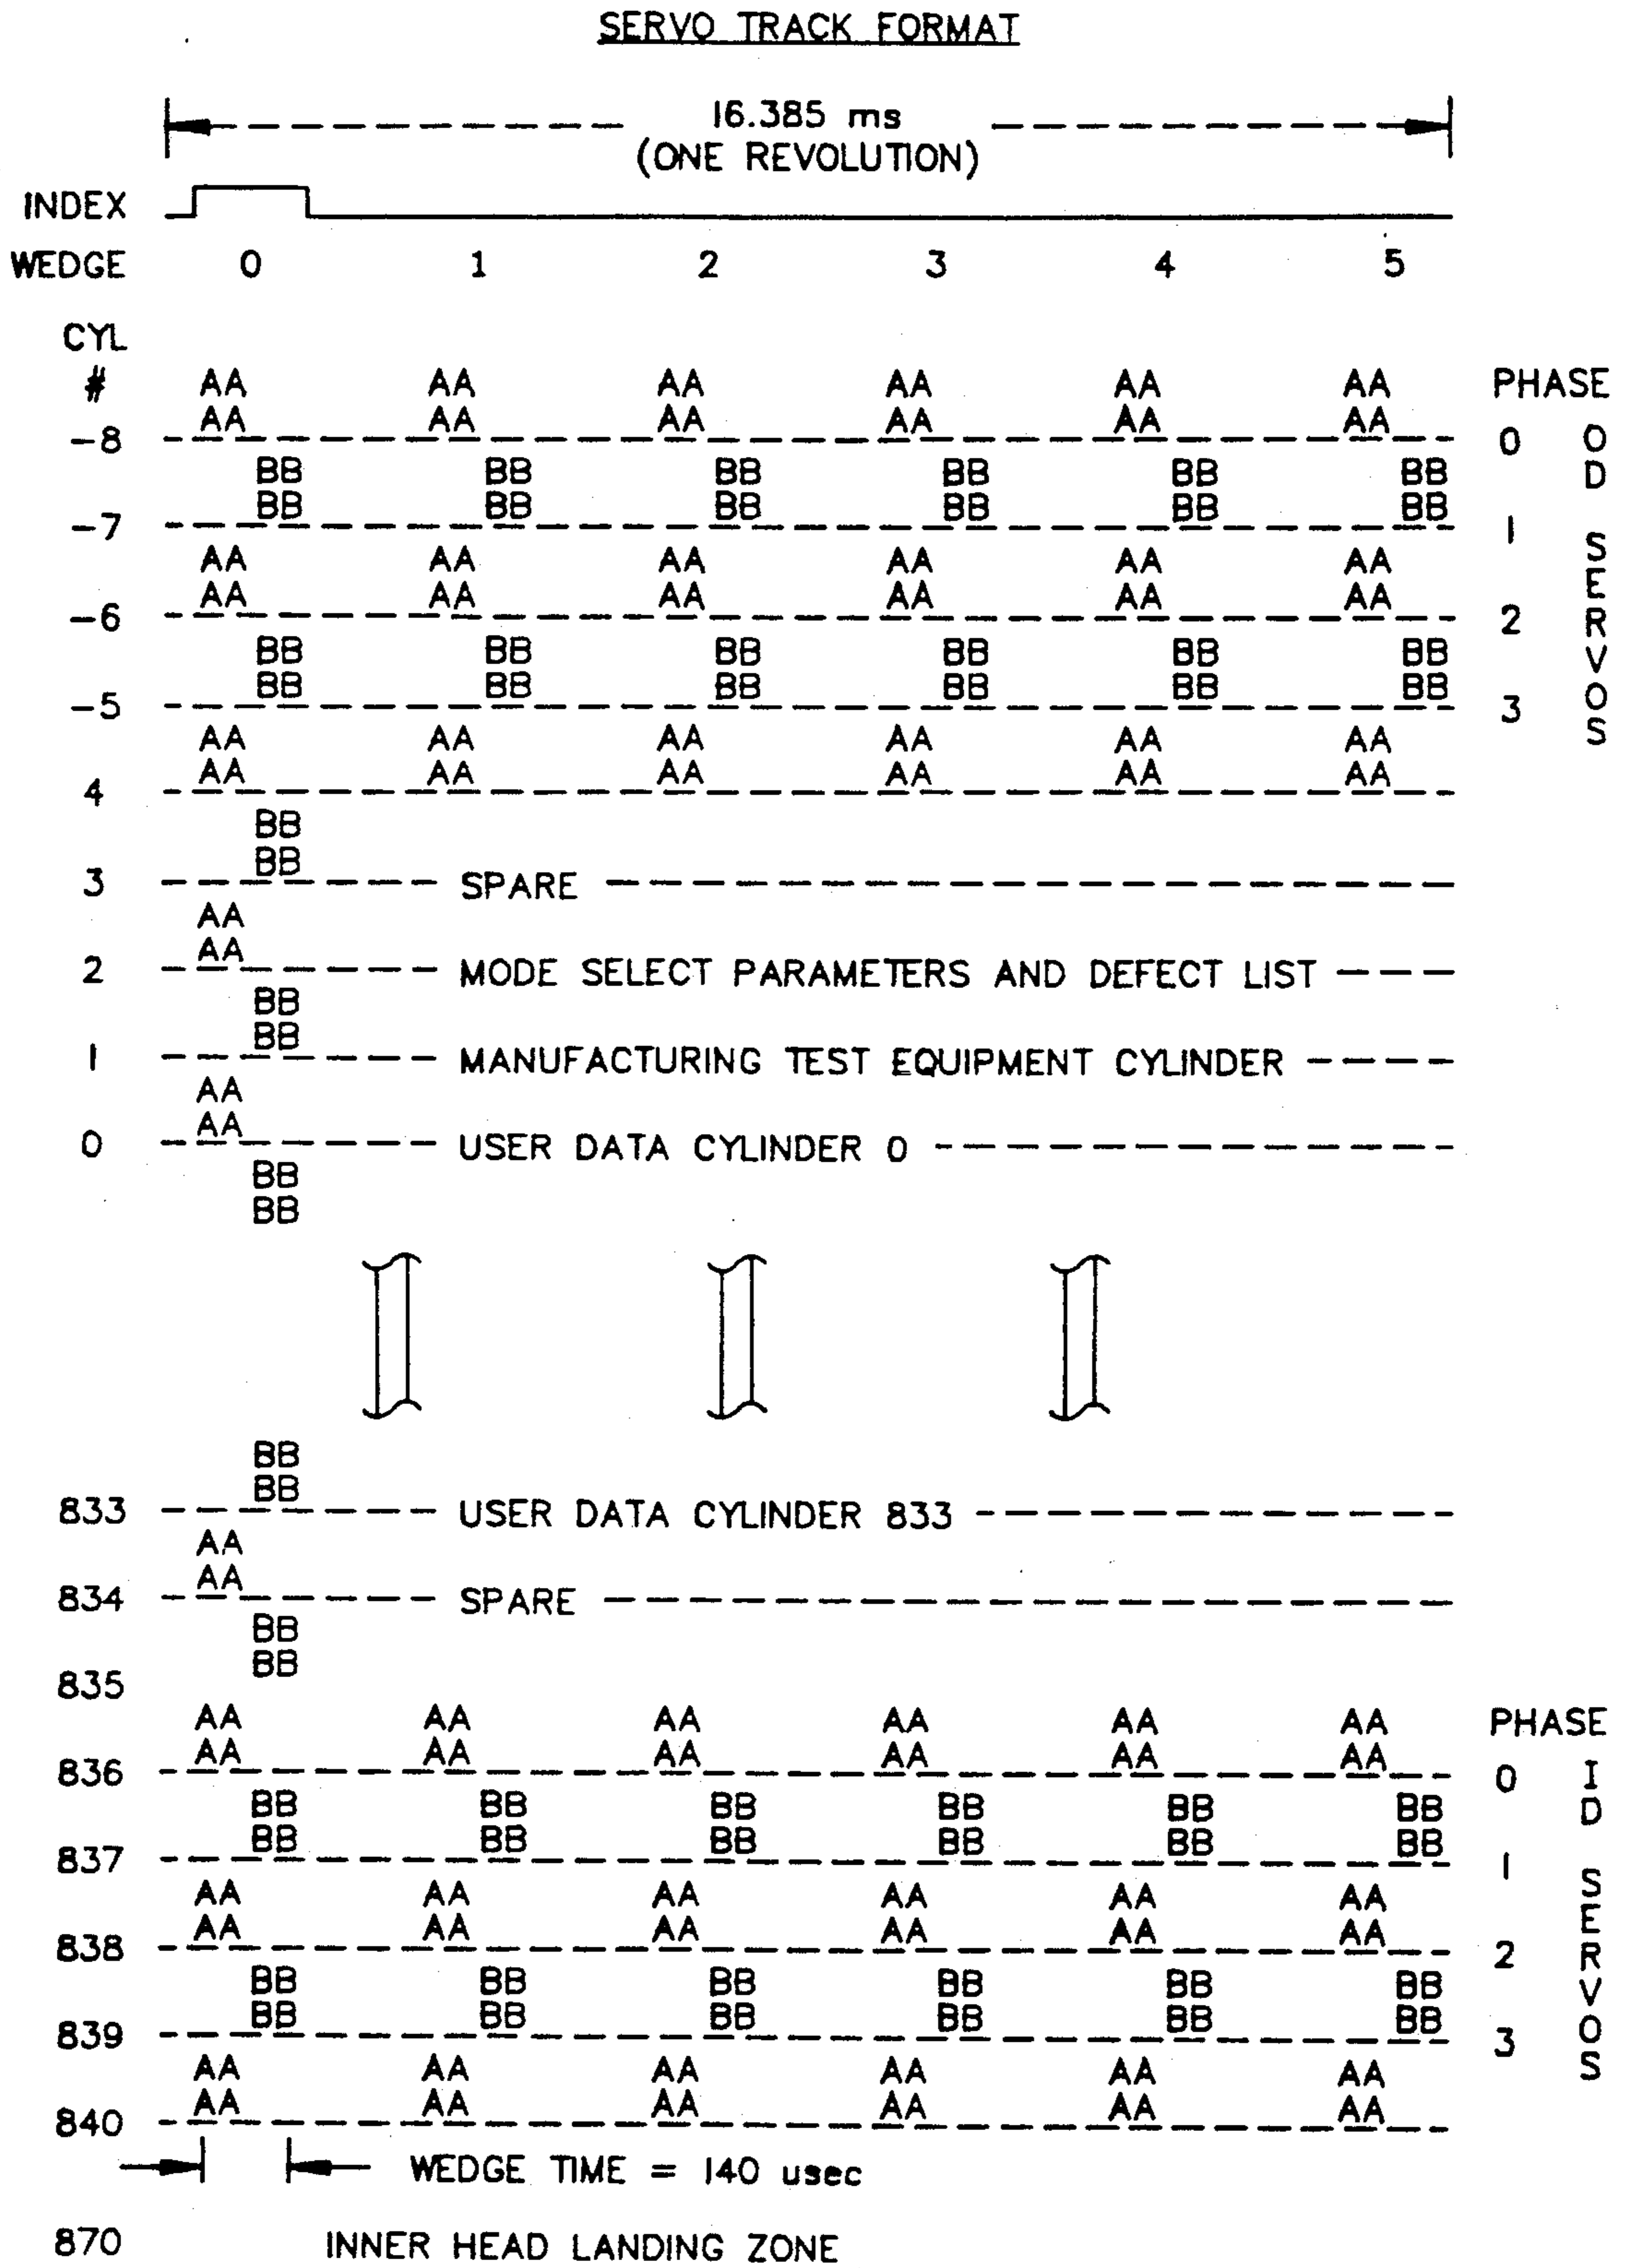 SERVO TRACK FORMAT
16.385 ms
(ONE REVOLUTION)
INDEX
WEDGE 0 1 2 3 4 5
CYL
# AA AA AA AA AA AA PHASE
AA AA AA AA AA AA
-8 0 O
BB BB BB BB BB BB D
BB BB BB BB BB BB
-7 1 S
AA AA AA AA AA AA E
AA AA AA AA AA AA
-6 2 R
BB BB BB BB BB BB V
BB BB BB BB BB BB
-5 3 O
AA AA AA AA AA AA S
AA AA AA AA AA AA
4
BB
BB
3 SPARE
AA
AA
2 MODE SELECT PARAMETERS AND DEFECT LIST
BB
BB
1 MANUFACTURING TEST EQUIPMENT CYLINDER
AA
AA
0 USER DATA CYLINDER 0
BB
BB
BB
BB
833 USER DATA CYLINDER 833
AA
AA
834 SPARE
BB
BB
835
AA AA AA AA AA AA PHASE
AA AA AA AA AA AA
836 0 I
BB BB BB BB BB BB D
BB BB BB BB BB BB
837 1 S
AA AA AA AA AA AA E
AA AA AA AA AA AA
838 2 R
BB BB BB BB BB BB V
BB BB BB BB BB BB
839 3 O
AA AA AA AA AA AA S
AA AA AA AA AA AA
840
WEDGE TIME = 140 usec
870 INNER HEAD LANDING ZONE